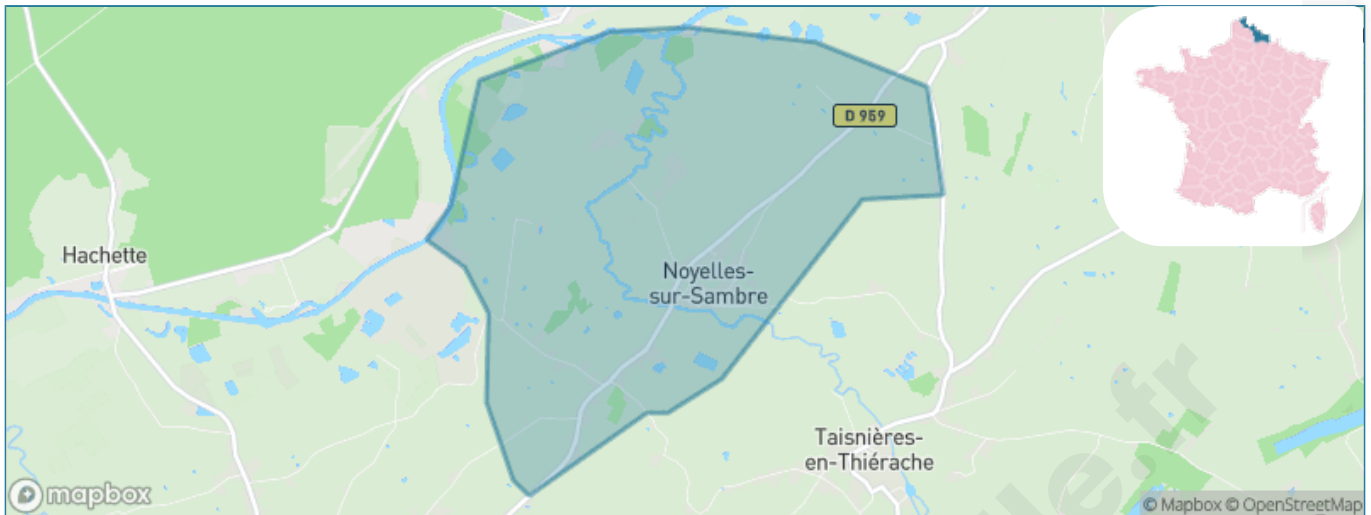 D 959
Hachette
Noyelles-
sur-Sambre
Taisnières-
en-Thiérache
mapbox
© Mapbox © OpenStreetMap